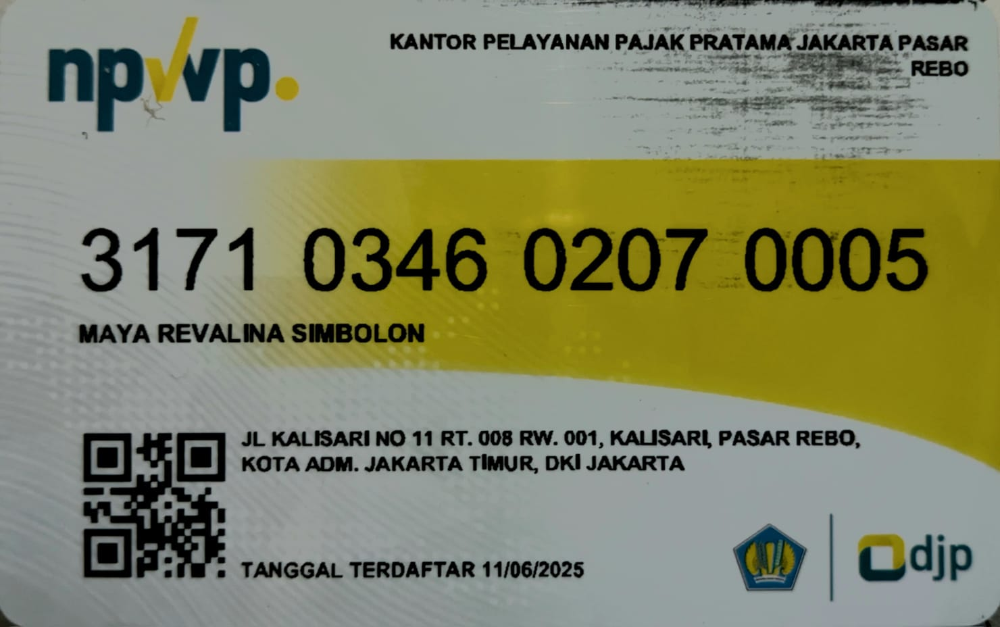 npwp.
KANTOR PELAYANAN PAJAK PRATAMA JAKARTA PASAR
REBO
3171 0346 0207 0005
MAYA REVALINA SIMBOLON
JL KALISARI NO 11 RT. 008 RW. 001, KALISARI, PASAR REBO,
KOTA ADM. JAKARTA TIMUR, DKI JAKARTA
TANGGAL TERDAFTAR 11/06/2025
djp